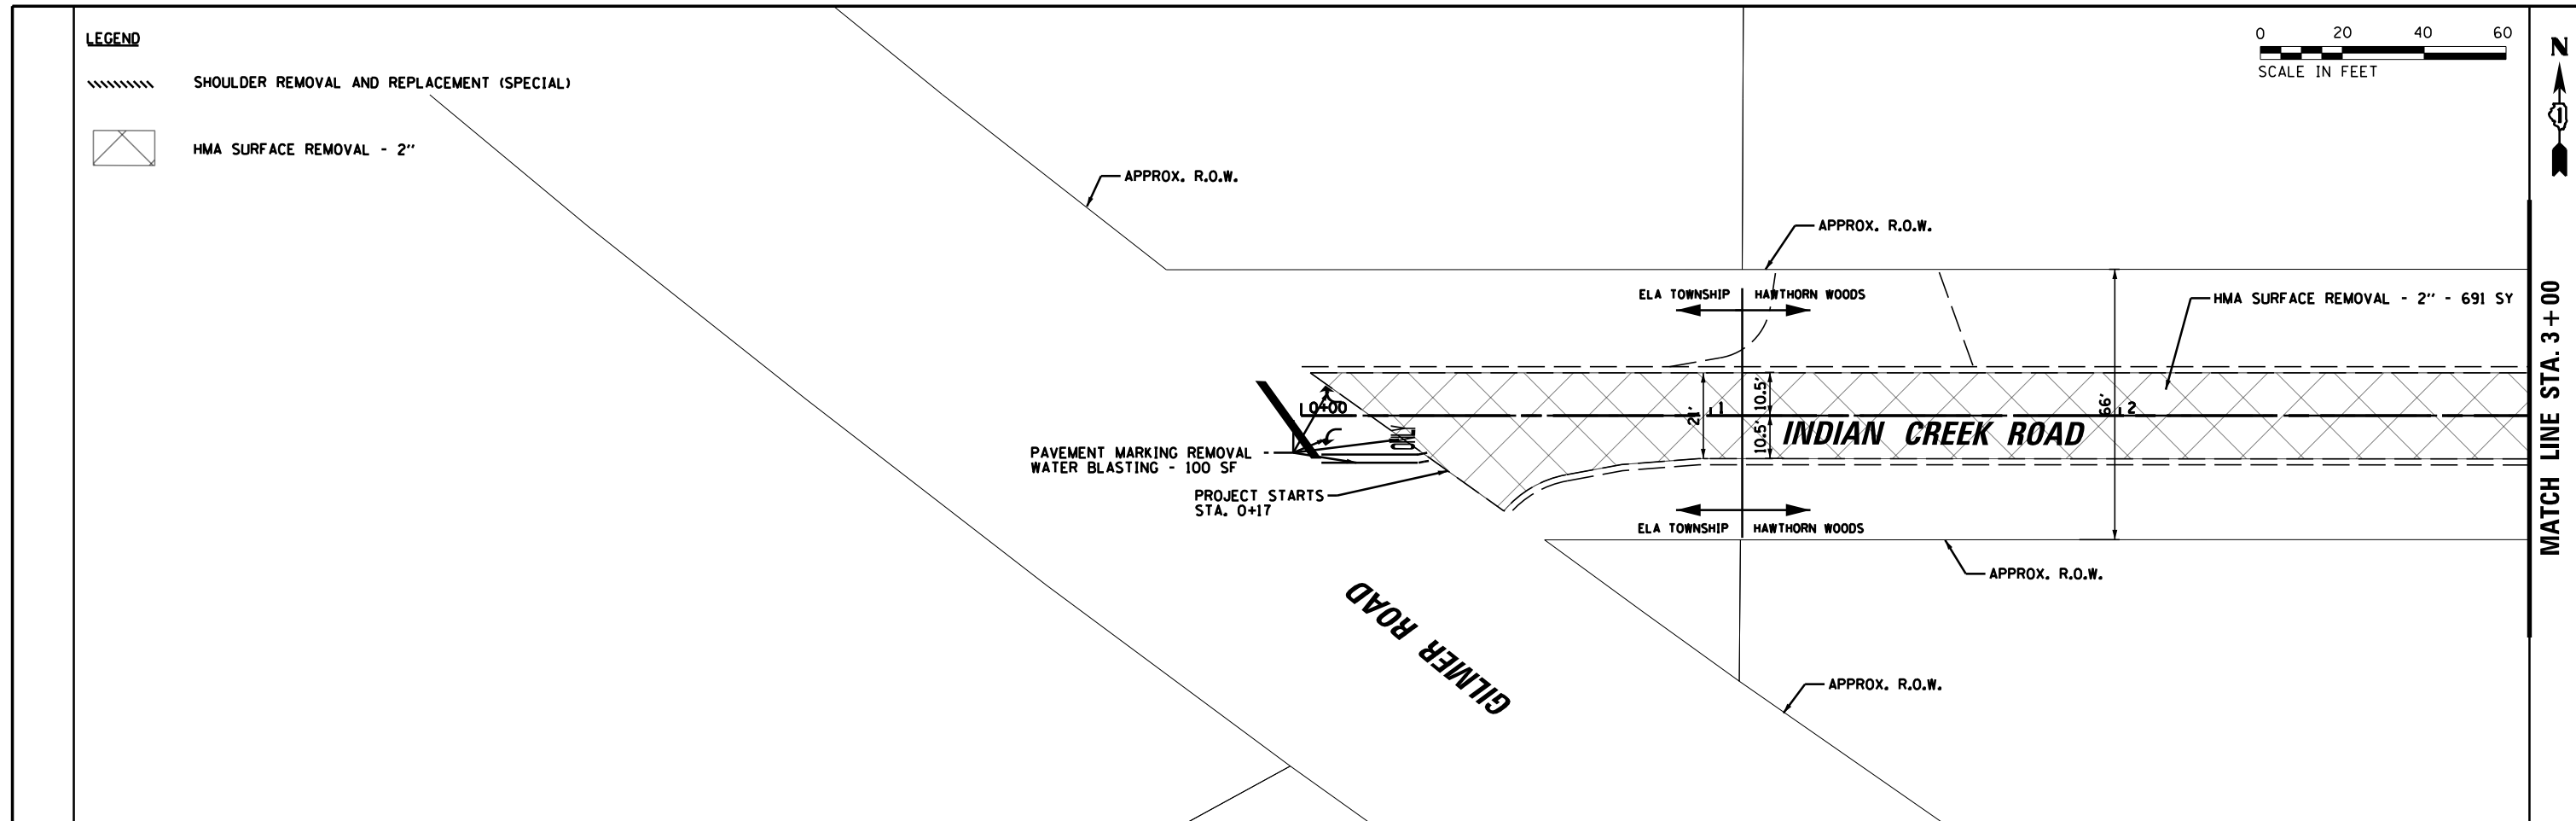 LEGEND
SHOULDER REMOVAL AND REPLACEMENT (SPECIAL)
HMA SURFACE REMOVAL - 2"
0 20 40 60
SCALE IN FEET
N
1
APPROX. R.O.W.
APPROX. R.O.W.
ELA TOWNSHIP HAWTHORN WOODS
HMA SURFACE REMOVAL - 2" - 691 SY
MATCH LINE STA. 3+00
0+00
1
2
21'
10.5'
10.5'
66'
ONLY
INDIAN CREEK ROAD
PAVEMENT MARKING REMOVAL -
WATER BLASTING - 100 SF
PROJECT STARTS
STA. 0+17
ELA TOWNSHIP HAWTHORN WOODS
APPROX. R.O.W.
GILMER ROAD
APPROX. R.O.W.